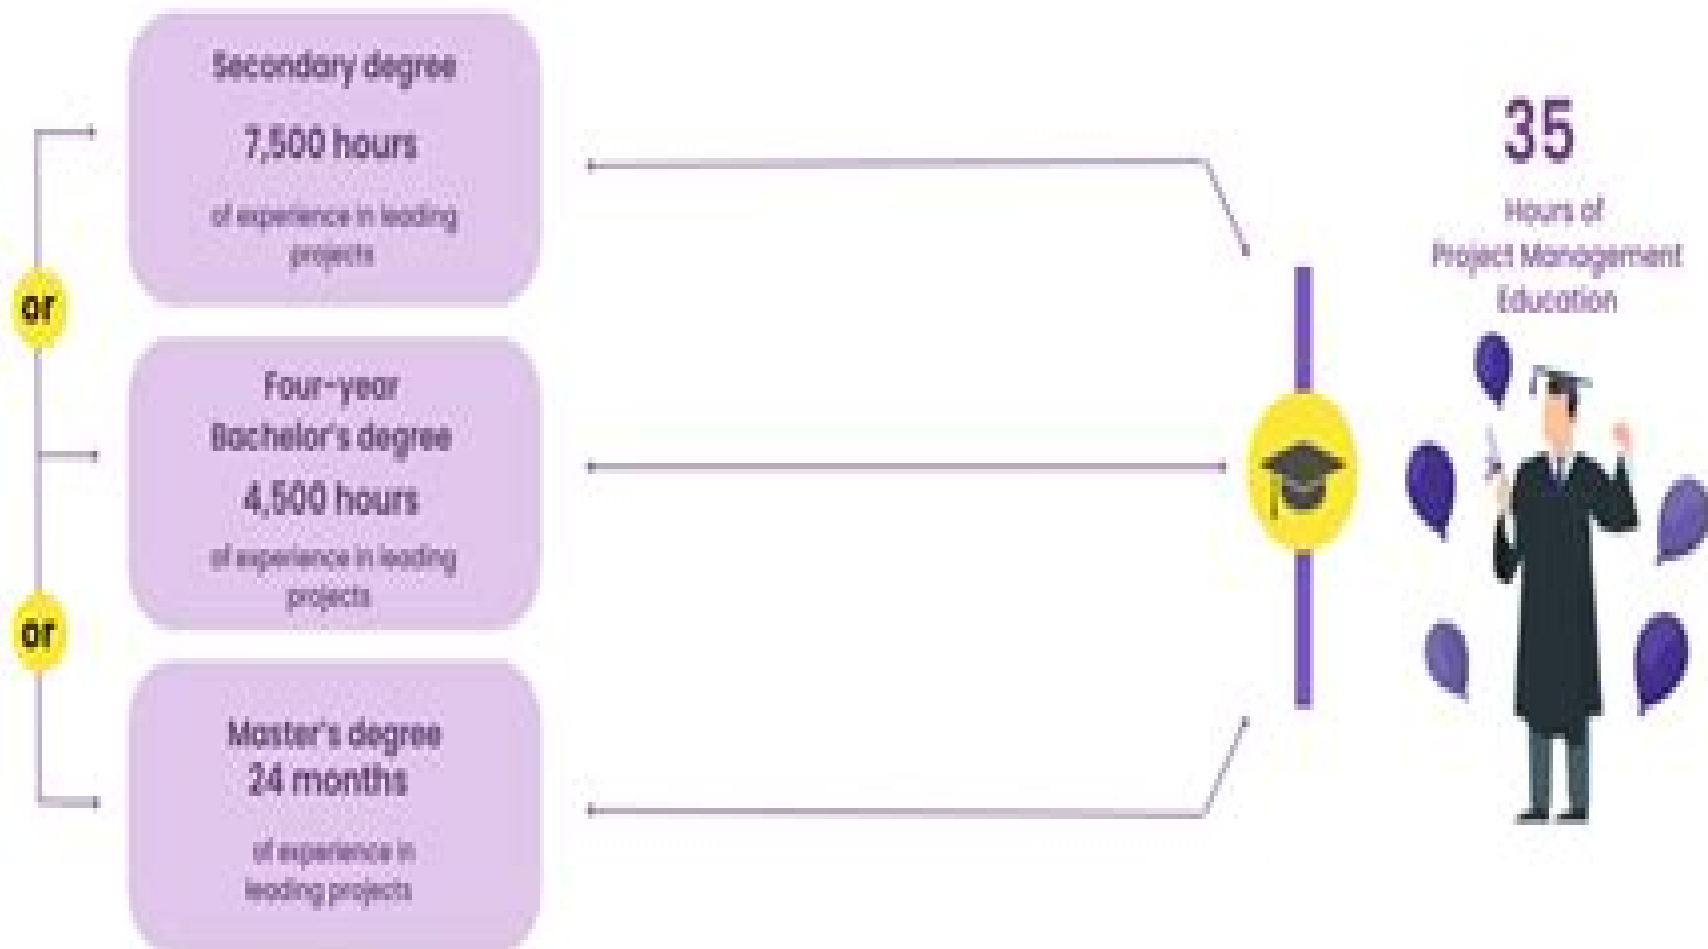 Secondary degree
7,500 hours
of experience in leading
projects
or
Four-year
Bachelor's degree
4,500 hours
of experience in leading
projects
or
Master's degree
24 months
of experience in
leading projects
35
Hours of
Project Management
Education